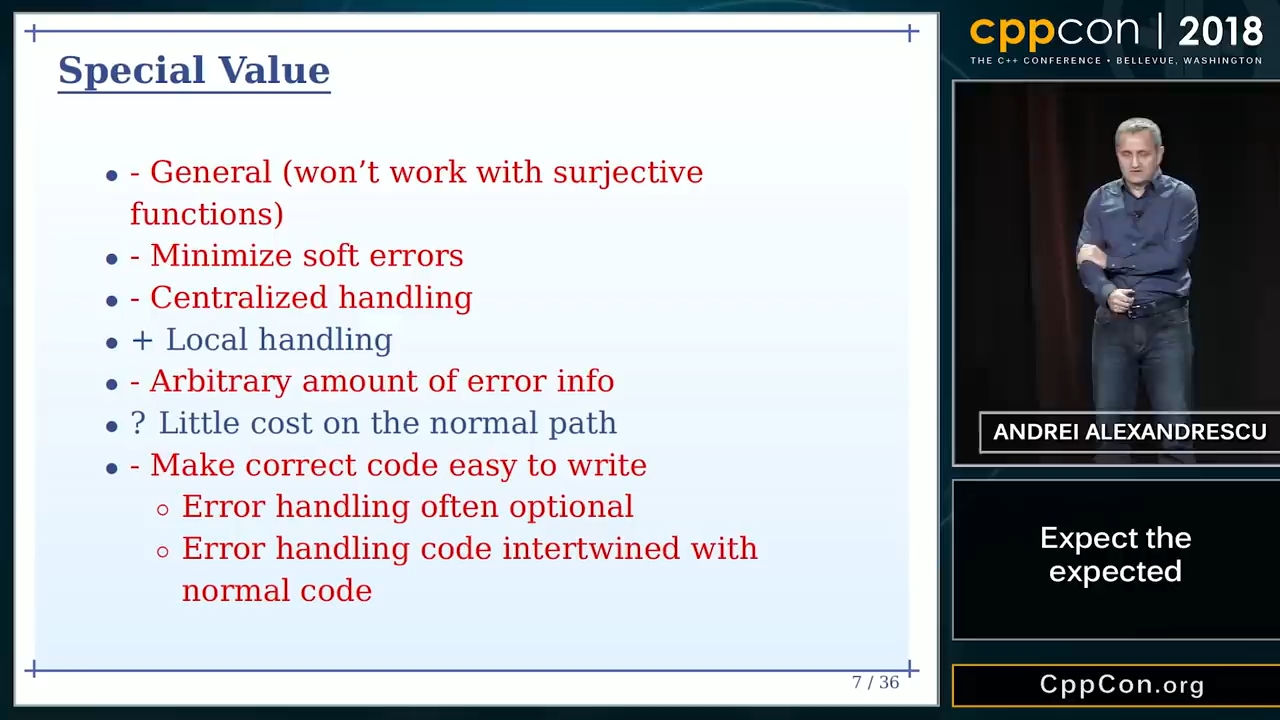 Special Value
- General (won’t work with surjective
functions)
- Minimize soft errors
- Centralized handling
+ Local handling
- Arbitrary amount of error info
? Little cost on the normal path
- Make correct code easy to write
Error handling often optional
Error handling code intertwined with
normal code
7 / 36
cppcon | 2018
THE C++ CONFERENCE • BELLEVUE, WASHINGTON
ANDREI ALEXANDRESCU
Expect the
expected
CppCon.org